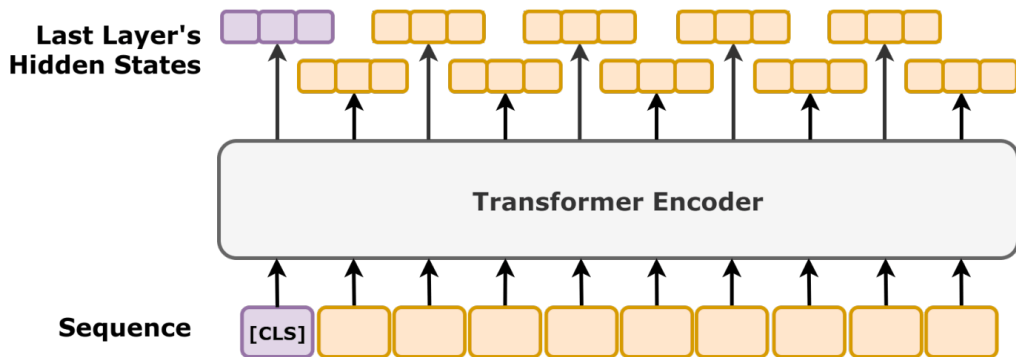 Last Layer's
Hidden States
Transformer Encoder
Sequence
[CLS]